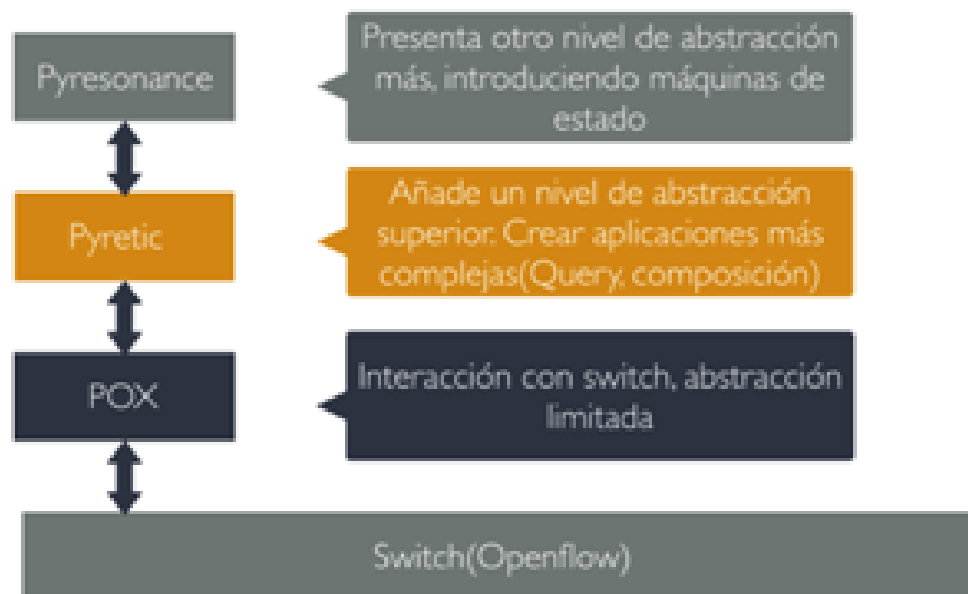 Pyresonance
Presenta otro nivel de abstracción
más, introduciendo máquinas de
estado
Pyretic
Añade un nivel de abstracción
superior. Crear aplicaciones más
complejas(Query, composición)
POX
Interacción con switch, abstracción
limitada
Switch(Openflow)